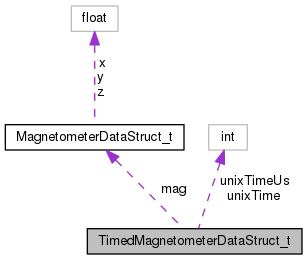 float
x
y
z
MagnetometerDataStruct_t
int
mag
unixTimeUs
unixTime
TimedMagnetometerDataStruct_t